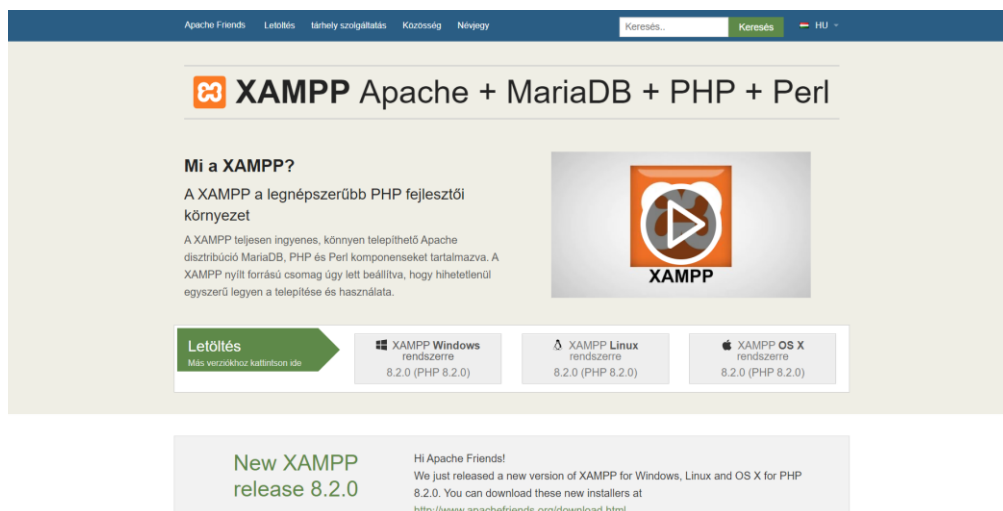 Apache Friends Letöltés tárhely szolgáltatás Közösség Névjegy Keresés.. Keresés HU
XAMPP Apache + MariaDB + PHP + Perl
Mi a XAMPP?
A XAMPP a legnépszerűbb PHP fejlesztői
környezet
A XAMPP teljesen ingyenes, könnyen telepíthető Apache
disztribúció MariaDB, PHP és Perl komponenseket tartalmazva. A
XAMPP nyílt forrású csomag úgy lett beállítva, hogy hihetetlenül
egyszerű legyen a telepítése és használata.
XAMPP
Letöltés
Más verziókhoz kattintson ide
XAMPP Windows
rendszerre
8.2.0 (PHP 8.2.0)
XAMPP Linux
rendszerre
8.2.0 (PHP 8.2.0)
XAMPP OS X
rendszerre
8.2.0 (PHP 8.2.0)
New XAMPP
release 8.2.0
Hi Apache Friends!
We just released a new version of XAMPP for Windows, Linux and OS X for PHP
8.2.0. You can download these new installers at
http://www.apachefriends.org/download.html